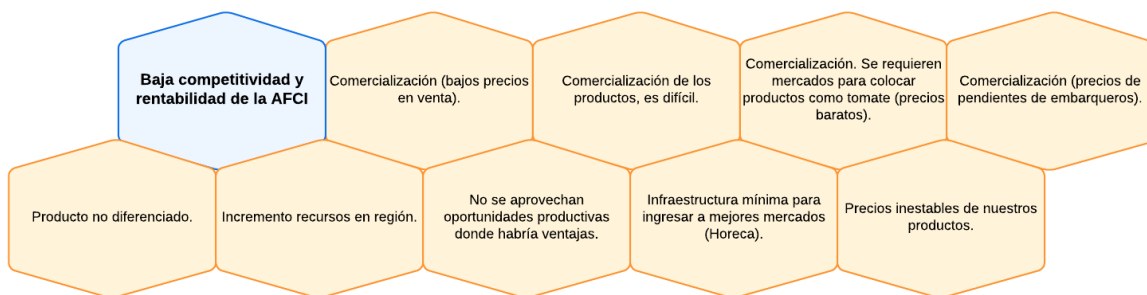 Baja competitividad y
rentabilidad de la AFCI
Comercialización (bajos precios
en venta).
Comercialización de los
productos, es difícil.
Comercialización. Se requieren
mercados para colocar
productos como tomate (precios
baratos).
Comercialización (precios de
pendientes de embarqueros).
Producto no diferenciado.
Incremento recursos en región.
No se aprovechan
oportunidades productivas
donde habría ventajas.
Infraestructura mínima para
ingresar a mejores mercados
(Horeca).
Precios inestables de nuestros
productos.